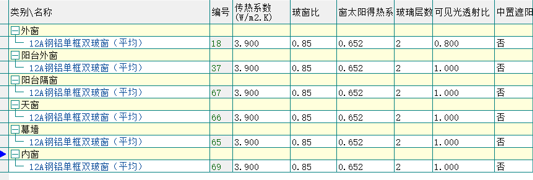 类别\名称 编号 传热系数 (W/m2.K) 玻窗比 窗太阳得热系 玻璃层数 可见光透射比 中置遮阳
外窗
12A钢铝单框双玻窗（平均） 18 3.900 0.85 0.652 2 0.800 否
阳台外窗
12A钢铝单框双玻窗（平均） 37 3.900 0.85 0.652 2 1.000 否
阳台隔窗
12A钢铝单框双玻窗（平均） 67 3.900 0.85 0.652 2 1.000 否
天窗
12A钢铝单框双玻窗（平均） 66 3.900 0.85 0.652 2 1.000 否
幕墙
12A钢铝单框双玻窗（平均） 65 3.900 0.85 0.652 2 1.000 否
内窗
12A钢铝单框双玻窗（平均） 69 3.900 0.85 0.652 2 1.000 否